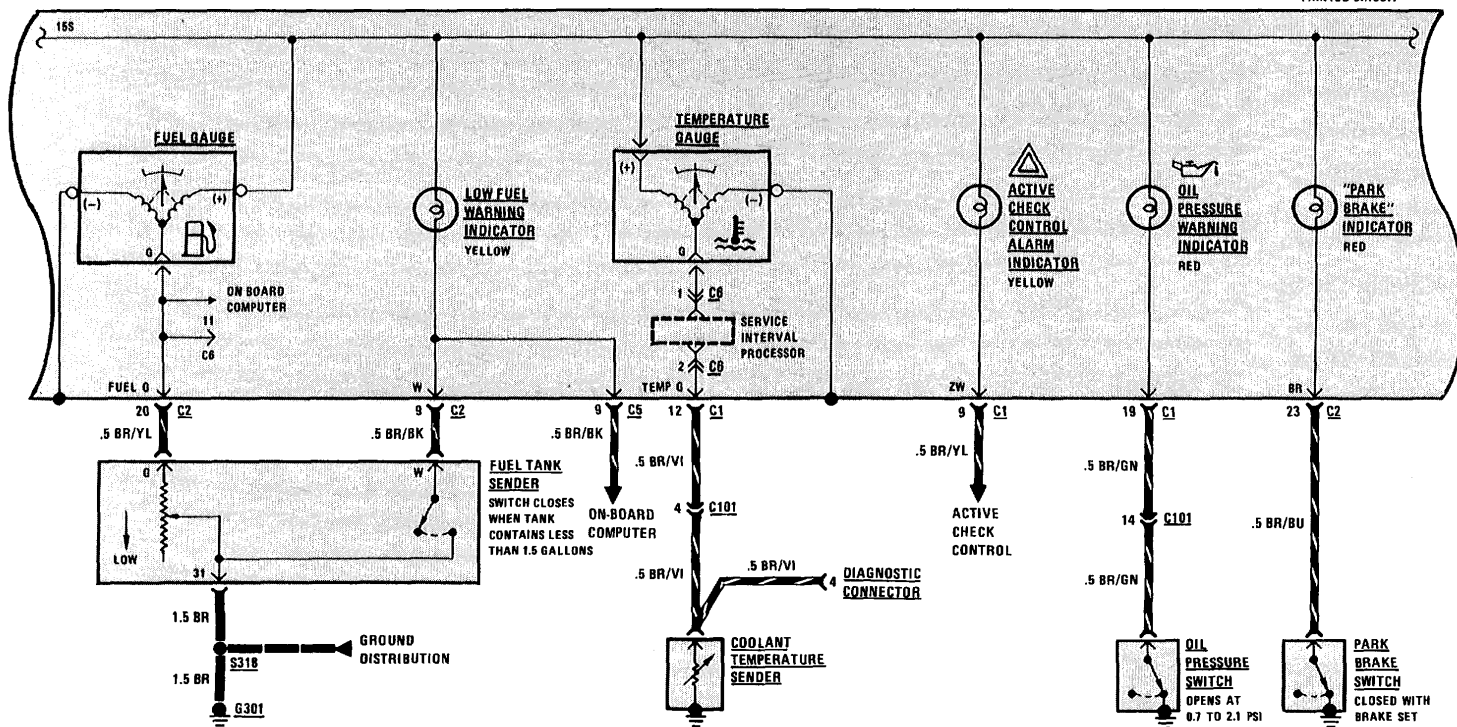 15S
FUEL GAUGE
(−)
(+)
G
LOW FUEL
WARNING
INDICATOR
YELLOW
TEMPERATURE
GAUGE
(+)
(−)
G
ACTIVE
CHECK
CONTROL
ALARM
INDICATOR
YELLOW
OIL
PRESSURE
WARNING
INDICATOR
RED
"PARK
BRAKE"
INDICATOR
RED
ON BOARD
COMPUTER
11
C6
1 C6
SERVICE
INTERVAL
PROCESSOR
2 C6
FUEL G
W
TEMP G
ZW
BR
20 C2
9 C2
9 C5
12 C1
9 C1
19 C1
23 C2
.5 BR/YL
.5 BR/BK
.5 BR/BK
.5 BR/VI
.5 BR/YL
.5 BR/GN
.5 BR/BU
G
W
LOW
31
FUEL TANK
SENDER
SWITCH CLOSES
WHEN TANK
CONTAINS LESS
THAN 1.5 GALLONS
ON-BOARD
COMPUTER
4 C101
ACTIVE
CHECK
CONTROL
14 C101
.5 BR/VI
.5 BR/VI
4 DIAGNOSTIC
CONNECTOR
.5 BR/GN
1.5 BR
S318
GROUND
DISTRIBUTION
1.5 BR
G301
COOLANT
TEMPERATURE
SENDER
OIL
PRESSURE
SWITCH
OPENS AT
0.7 TO 2.1 PSI
PARK
BRAKE
SWITCH
CLOSED WITH
BRAKE SET